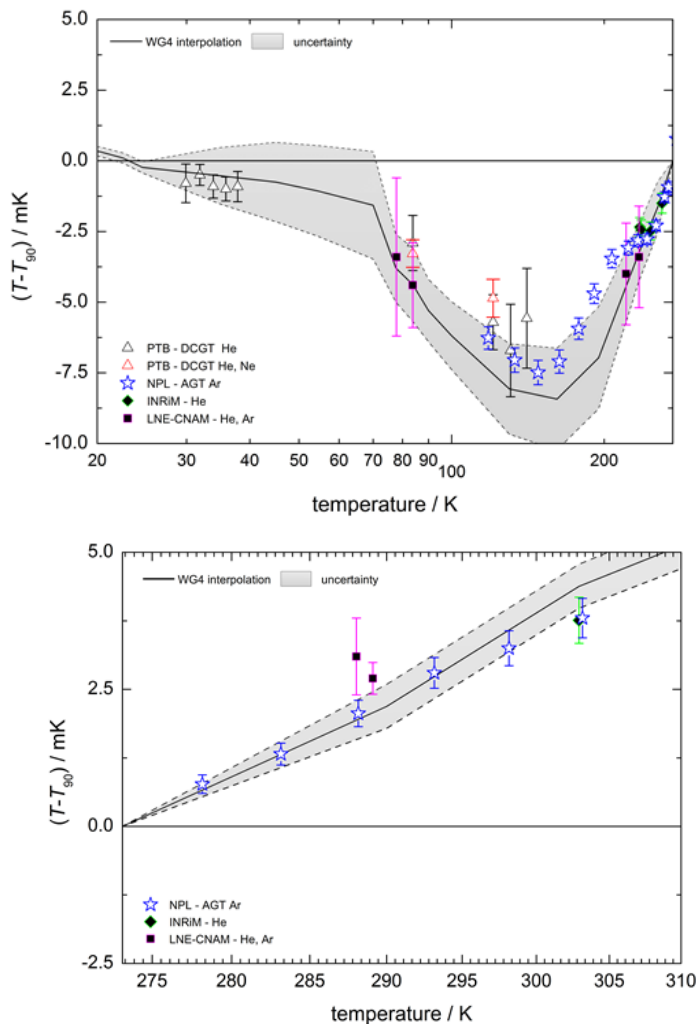 5.0
WG4 interpolation uncertainty
2.5
0.0
-2.5
-5.0
-7.5
-10.0
(T-T90) / mK
PTB - DCGT He
PTB - DCGT He, Ne
NPL - AGT Ar
INRiM - He
LNE-CNAM - He, Ar
20 30 40 50 60 70 80 90 100 200
temperature / K
5.0
WG4 interpolation uncertainty
2.5
0.0
-2.5
(T-T90) / mK
NPL - AGT Ar
INRiM - He
LNE-CNAM - He, Ar
275 280 285 290 295 300 305 310
temperature / K